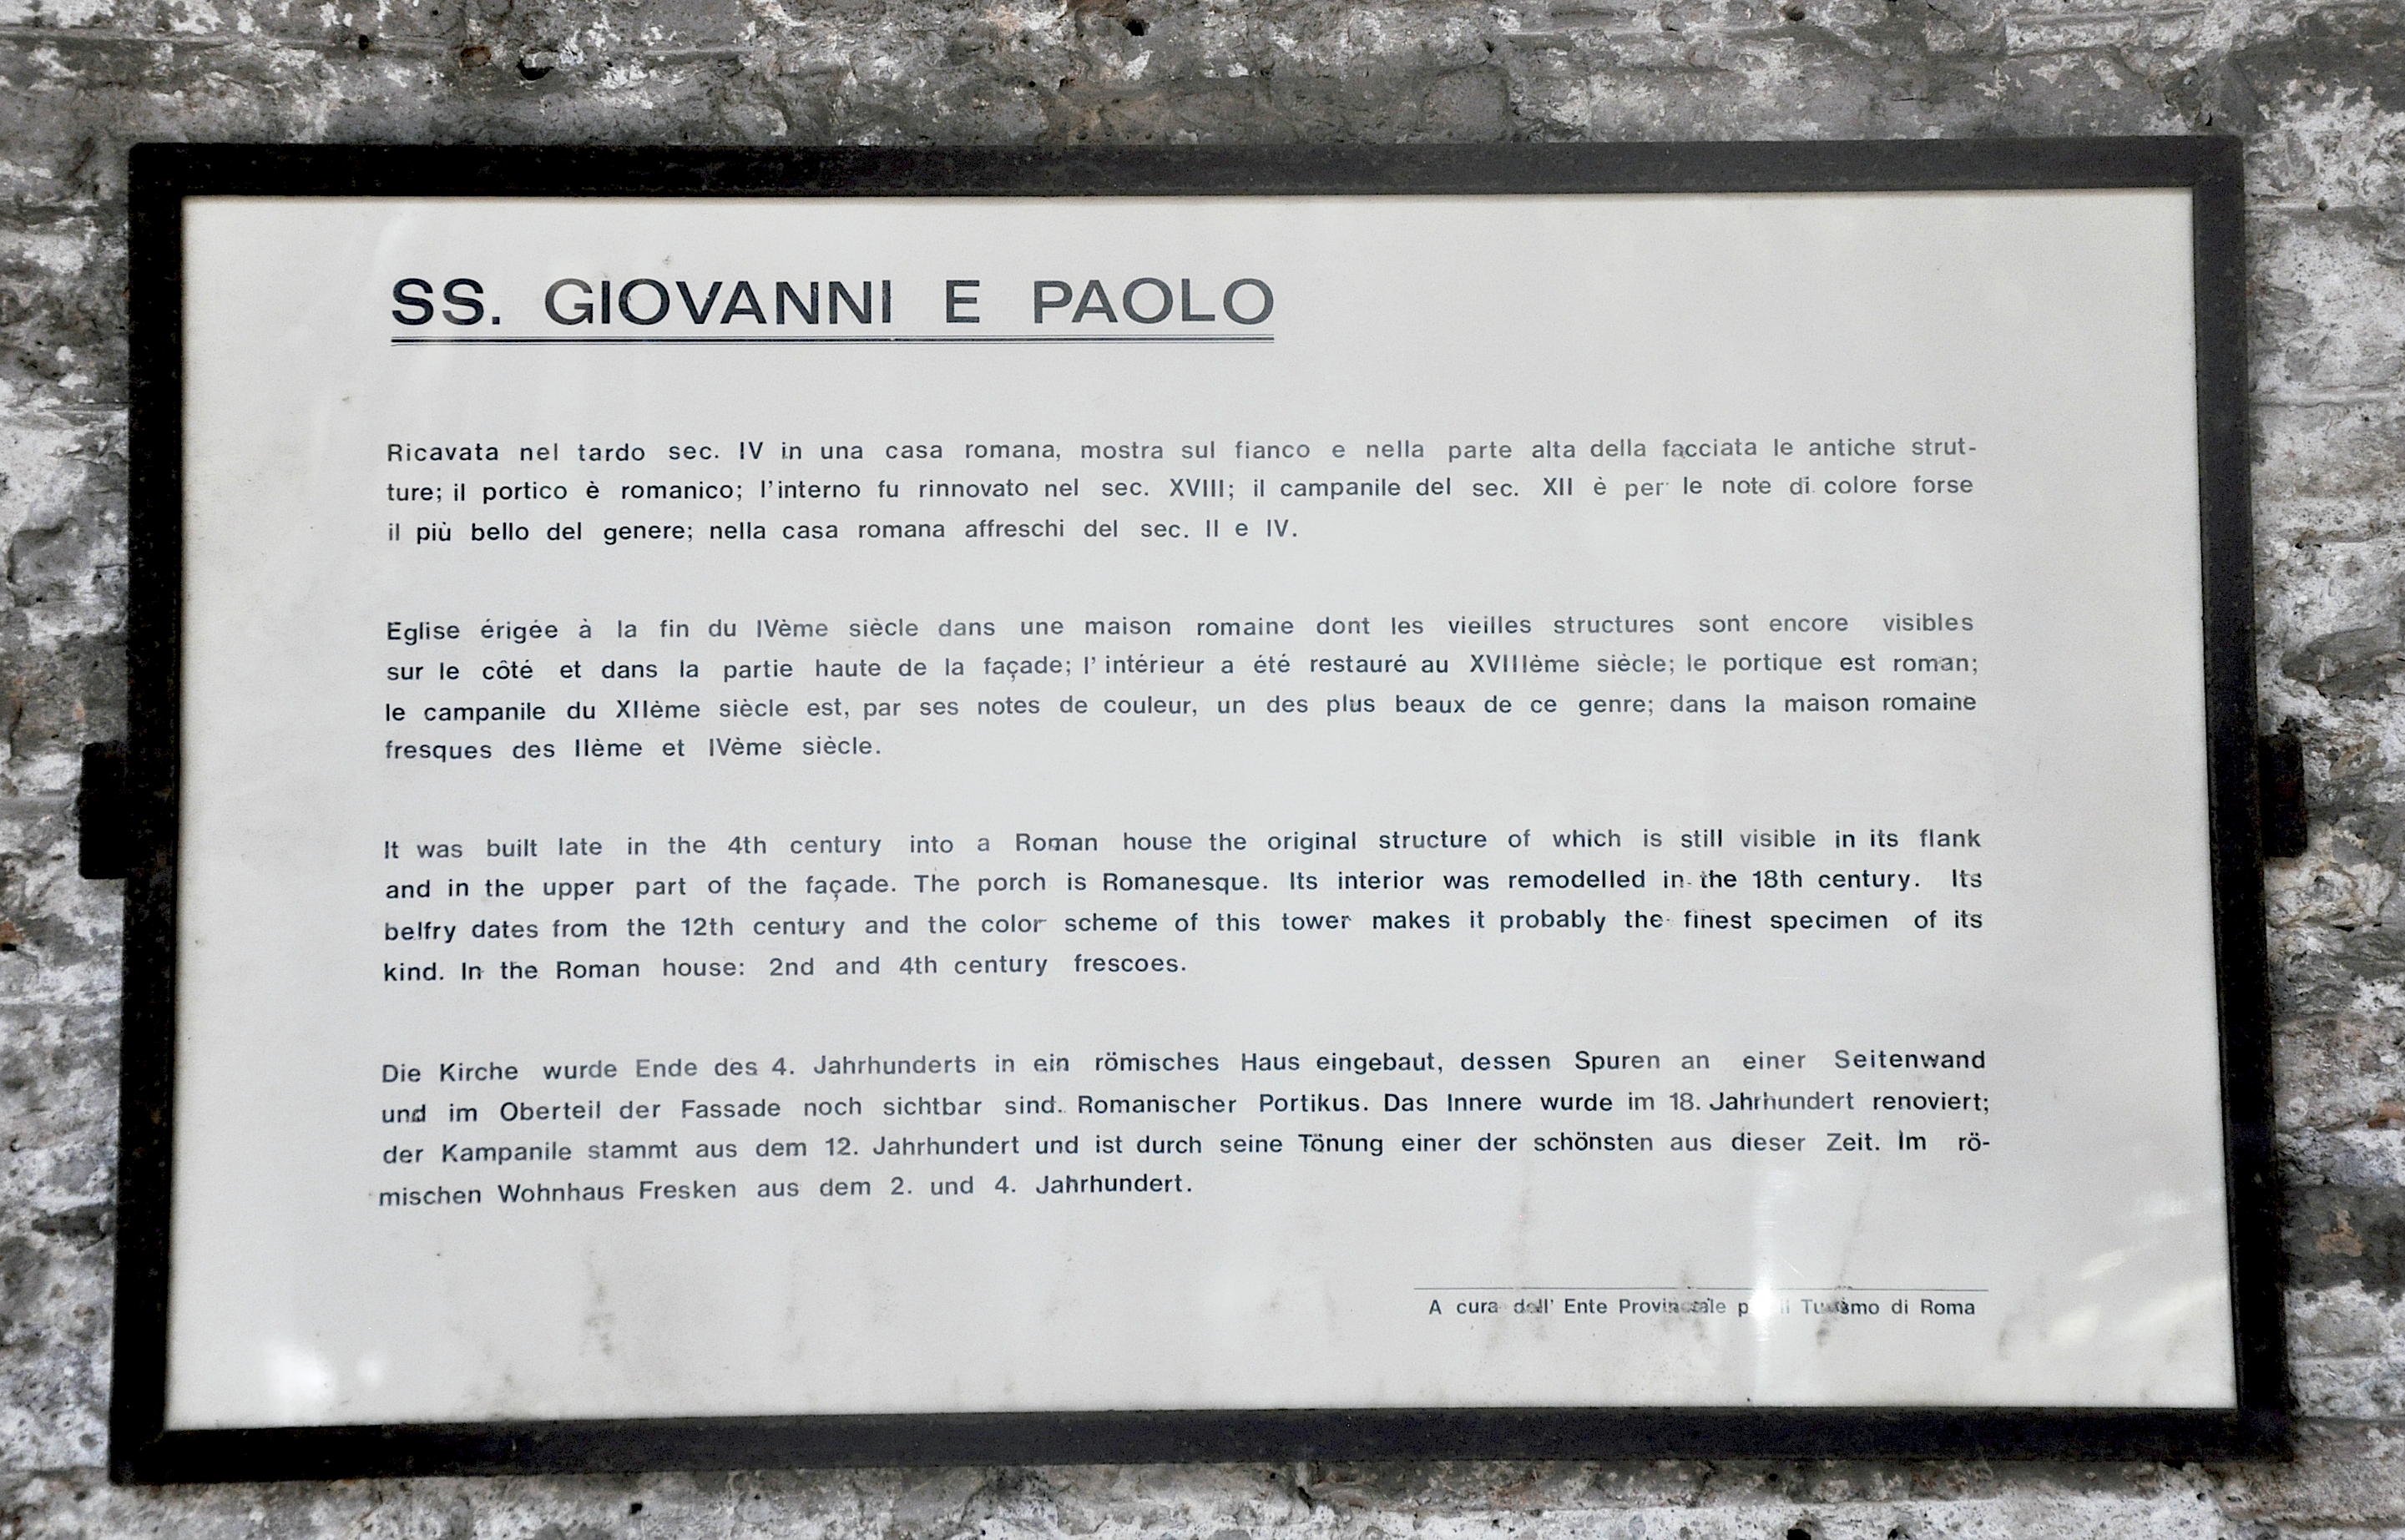 SS. GIOVANNI E PAOLO
Ricavata nel tardo sec. IV in una casa romana, mostra sul fianco e nella parte alta della facciata le antiche strut-
ture; il portico è romanico; l'interno fu rinnovato nel sec. XVIII; il campanile del sec. XII è per le note di colore forse
il più bello del genere; nella casa romana affreschi del sec. II e IV.
Eglise érigée à la fin du IVème siècle dans une maison romaine dont les vieilles structures sont encore visibles
sur le côté et dans la partie haute de la façade; l' intérieur a été restauré au XVIIIème siècle; le portique est roman;
le campanile du XIIème siècle est, par ses notes de couleur, un des plus beaux de ce genre; dans la maison romaine
fresques des IIème et IVème siècle.
It was built late in the 4th century into a Roman house the original structure of which is still visible in its flank
and in the upper part of the façade. The porch is Romanesque. Its interior was remodelled in the 18th century. Its
belfry dates from the 12th century and the color scheme of this tower makes it probably the finest specimen of its
kind. In the Roman house: 2nd and 4th century frescoes.
Die Kirche wurde Ende des 4. Jahrhunderts in ein römisches Haus eingebaut, dessen Spuren an einer Seitenwand
und im Oberteil der Fassade noch sichtbar sind. Romanischer Portikus. Das Innere wurde im 18. Jahrhundert renoviert;
der Kampanile stammt aus dem 12. Jahrhundert und ist durch seine Tönung einer der schönsten aus dieser Zeit. Im rö-
mischen Wohnhaus Fresken aus dem 2. und 4. Jahrhundert.
A cura dell' Ente Provinciale per il Turismo di Roma